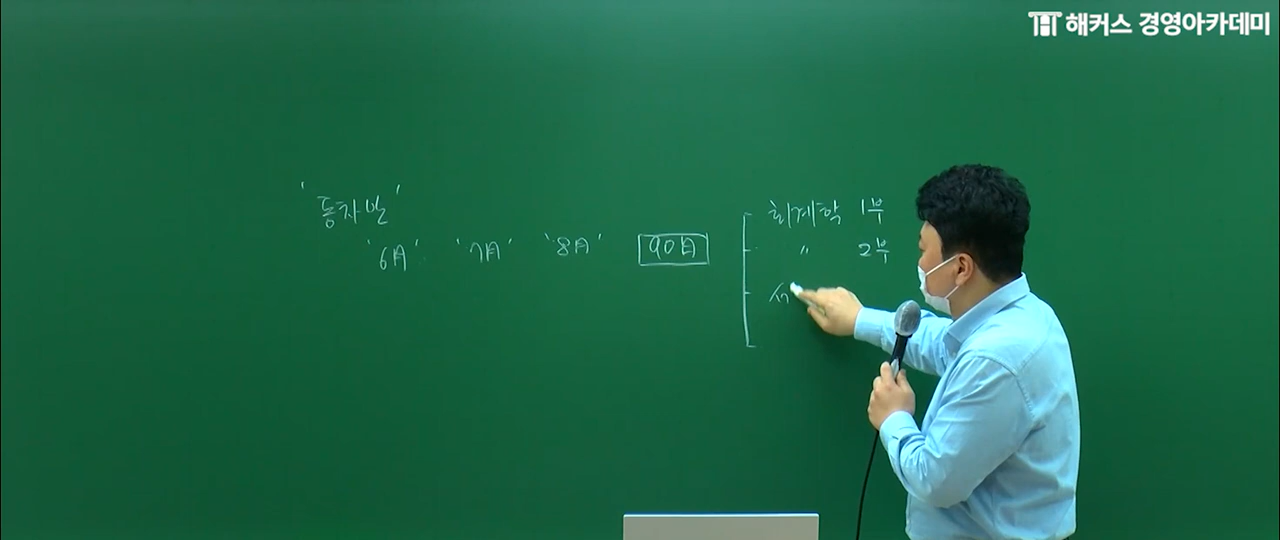 해커스 경영아카데미
'동차반'
'6月' '7月' '8月' 90日
회계학 1부
〃 2부